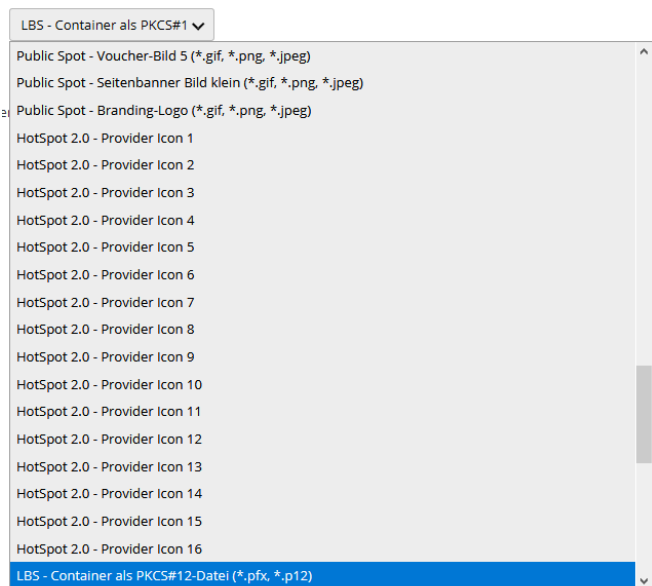 LBS - Container als PKCS#1
Public Spot - Voucher-Bild 5 (*.gif, *.png, *.jpeg)
Public Spot - Seitenbanner Bild klein (*.gif, *.png, *.jpeg)
Public Spot - Branding-Logo (*.gif, *.png, *.jpeg)
HotSpot 2.0 - Provider Icon 1
HotSpot 2.0 - Provider Icon 2
HotSpot 2.0 - Provider Icon 3
HotSpot 2.0 - Provider Icon 4
HotSpot 2.0 - Provider Icon 5
HotSpot 2.0 - Provider Icon 6
HotSpot 2.0 - Provider Icon 7
HotSpot 2.0 - Provider Icon 8
HotSpot 2.0 - Provider Icon 9
HotSpot 2.0 - Provider Icon 10
HotSpot 2.0 - Provider Icon 11
HotSpot 2.0 - Provider Icon 12
HotSpot 2.0 - Provider Icon 13
HotSpot 2.0 - Provider Icon 14
HotSpot 2.0 - Provider Icon 15
HotSpot 2.0 - Provider Icon 16
LBS - Container als PKCS#12-Datei (*.pfx, *.p12)